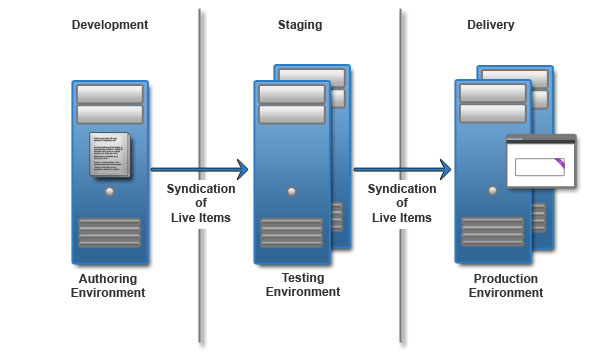 Development
Staging
Delivery
Syndication
of
Live Items
Syndication
of
Live Items
Authoring
Environment
Testing
Environment
Production
Environment